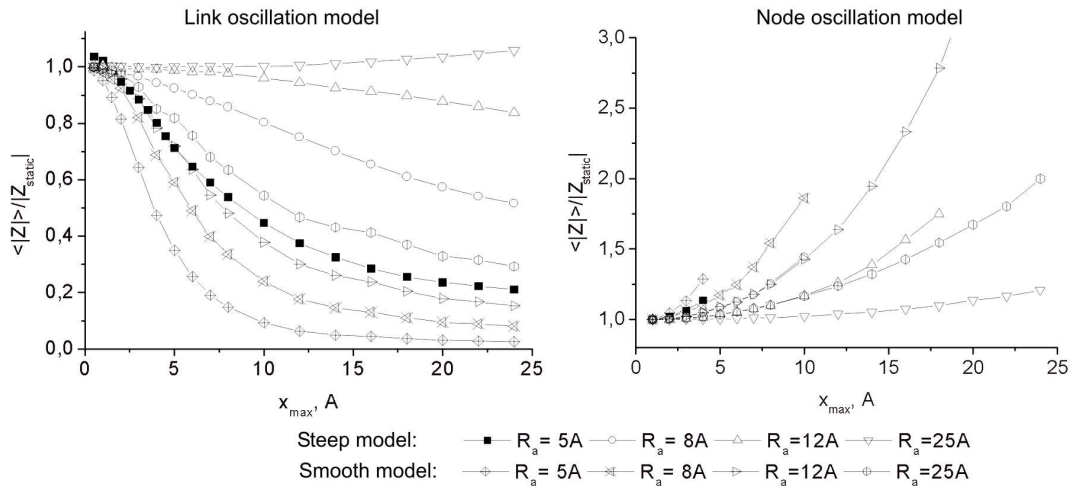 Link oscillation model
Node oscillation model
<|Z|>/|Z_static|
1,0
0,8
0,6
0,4
0,2
0,0
0
5
10
15
20
25
x_max, A
<|Z|>/|Z_static|
3,0
2,5
2,0
1,5
1,0
0
5
10
15
20
25
x_max, A
Steep model: R_a= 5A R_a= 8A R_a=12A R_a=25A
Smooth model: R_a= 5A R_a= 8A R_a=12A R_a=25A